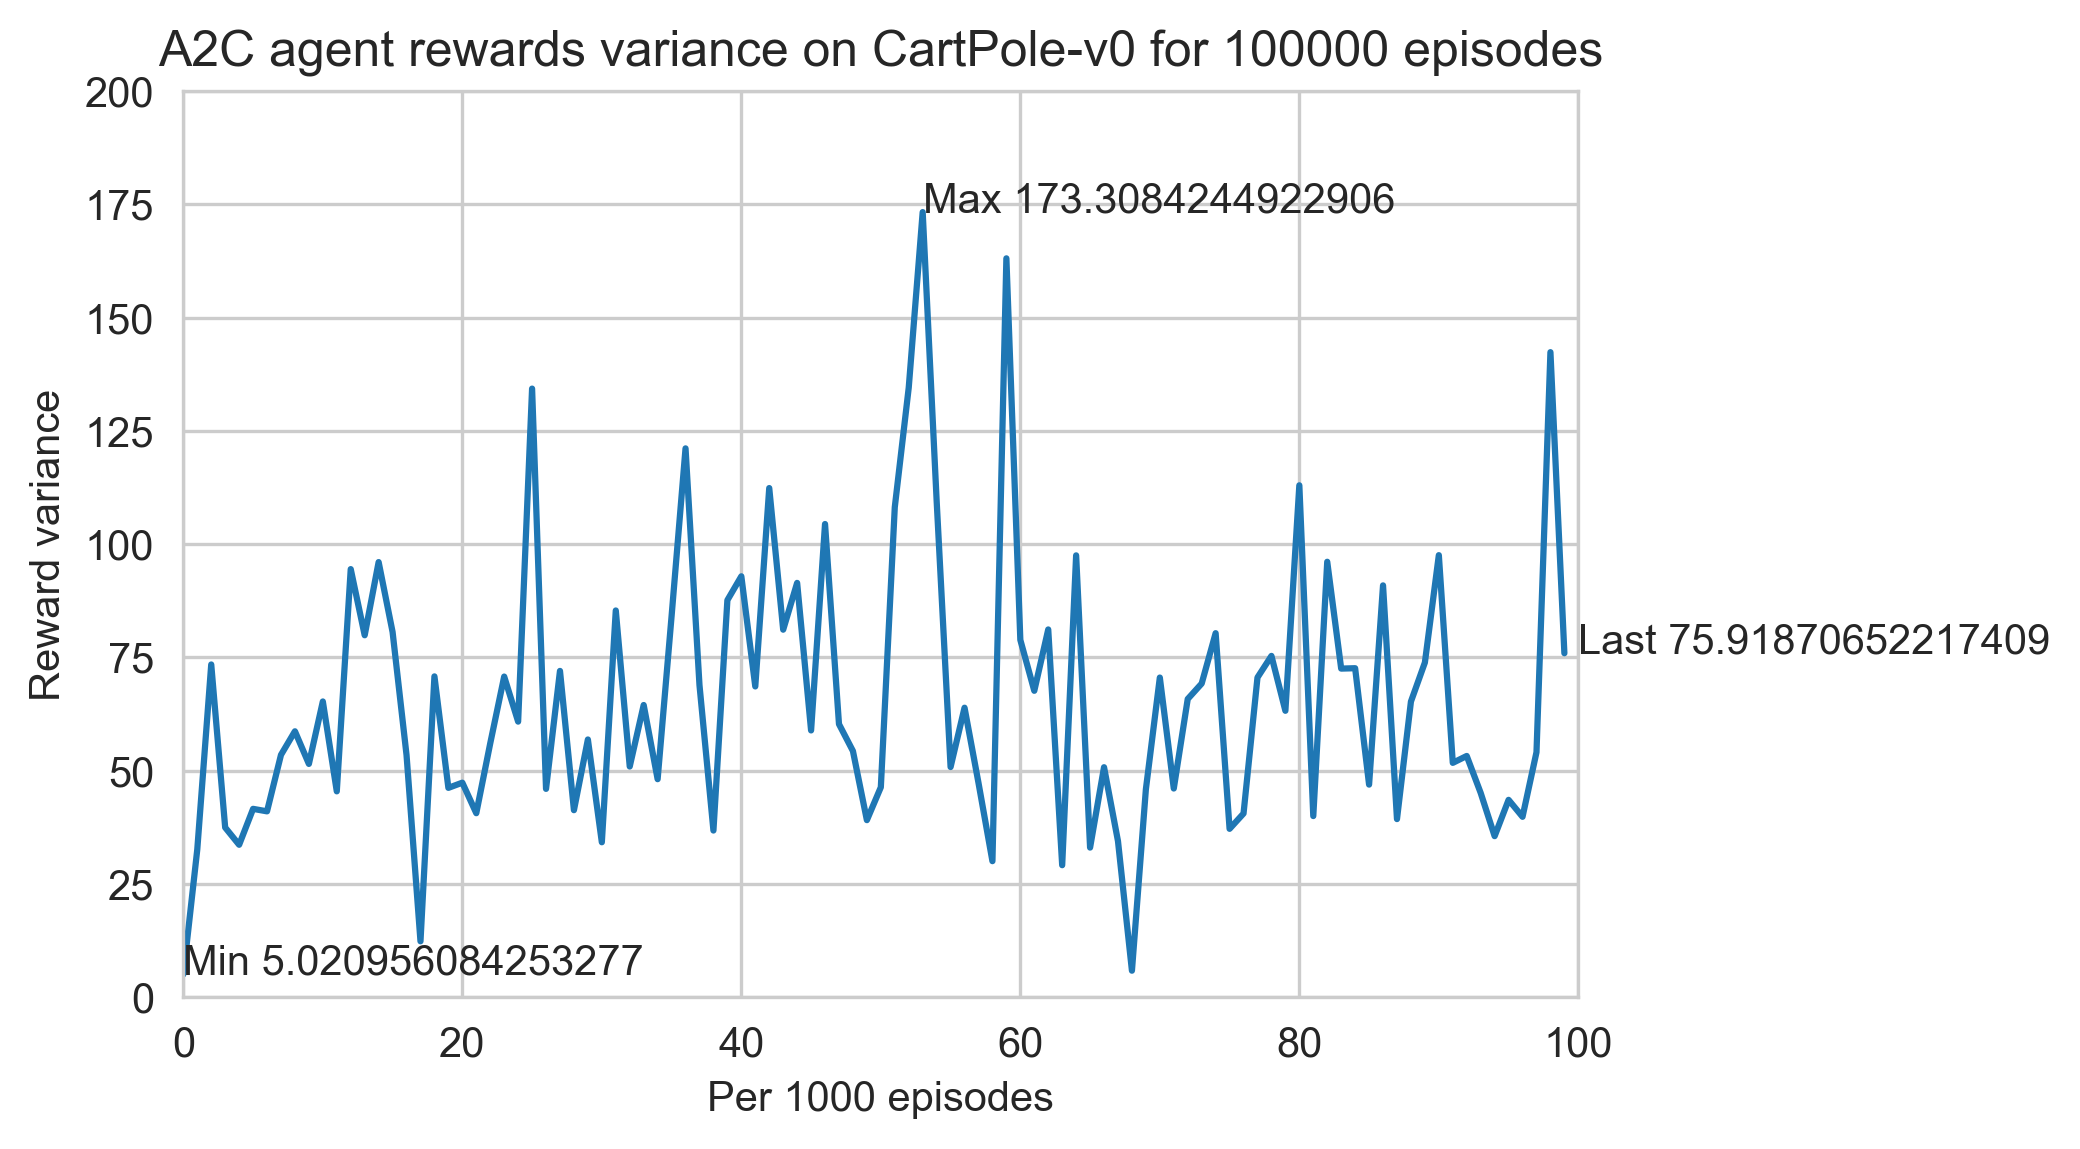 A2C agent rewards variance on CartPole-v0 for 100000 episodes
200
175
150
125
100
75
50
25
0
Reward variance
Max 173.3084244922906
Last 75.91870652217409
Min 5.020956084253277
0 20 40 60 80 100
Per 1000 episodes